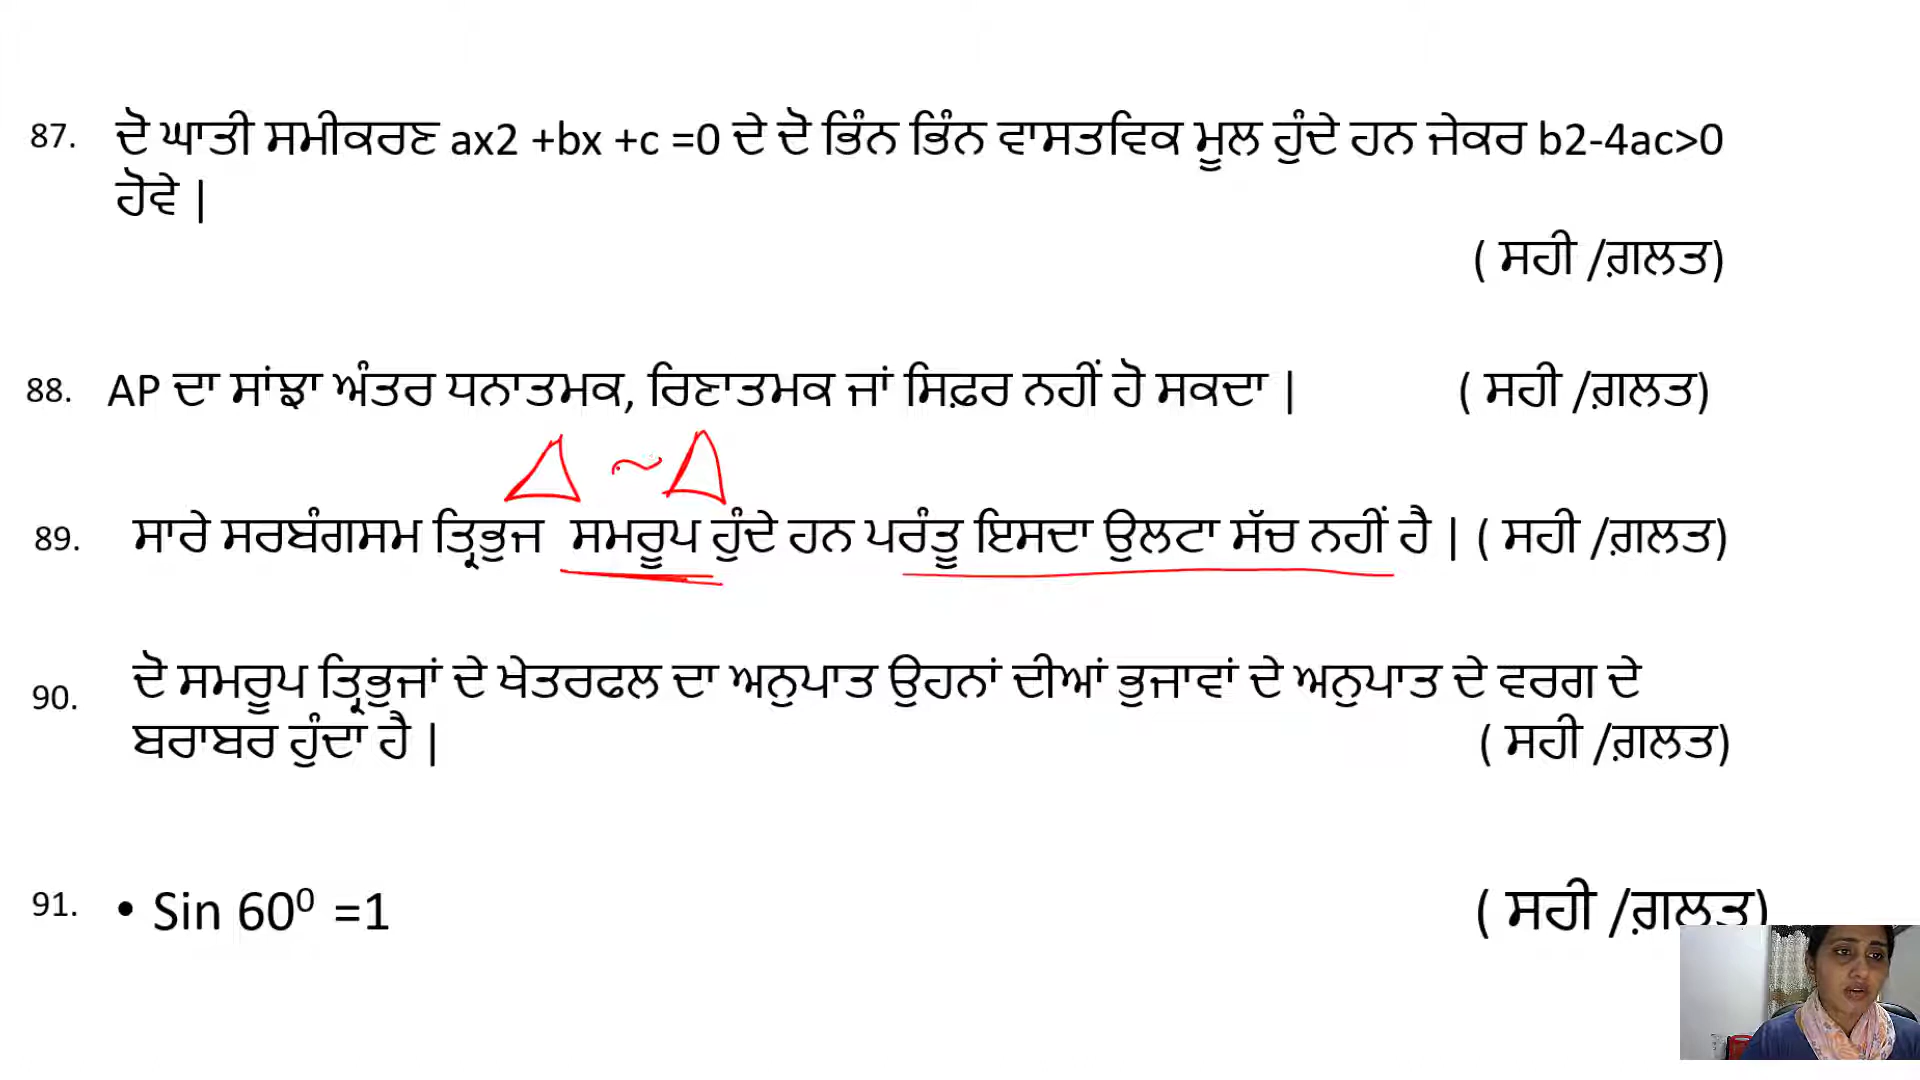 87. ਦੋ ਘਾਤੀ ਸਮੀਕਰਣ ax2 +bx +c =0 ਦੇ ਦੋ ਭਿੰਨ ਭਿੰਨ ਵਾਸਤਵਿਕ ਮੂਲ ਹੁੰਦੇ ਹਨ ਜੇਕਰ b2-4ac>0
ਹੋਵੇ |
( ਸਹੀ /ਗ਼ਲਤ)
88. AP ਦਾ ਸਾਂਝਾ ਅੰਤਰ ਧਨਾਤਮਕ, ਰਿਣਾਤਮਕ ਜਾਂ ਸਿਫ਼ਰ ਨਹੀਂ ਹੋ ਸਕਦਾ | ( ਸਹੀ /ਗ਼ਲਤ)
△ ~ △
89. ਸਾਰੇ ਸਰਬੰਗਸਮ ਤ੍ਰਿਭੁਜ ਸਮਰੂਪ ਹੁੰਦੇ ਹਨ ਪਰੰਤੂ ਇਸਦਾ ਉਲਟਾ ਸੱਚ ਨਹੀਂ ਹੈ | ( ਸਹੀ /ਗ਼ਲਤ)
90. ਦੋ ਸਮਰੂਪ ਤ੍ਰਿਭੁਜਾਂ ਦੇ ਖੇਤਰਫਲ ਦਾ ਅਨੁਪਾਤ ਉਹਨਾਂ ਦੀਆਂ ਭੁਜਾਵਾਂ ਦੇ ਅਨੁਪਾਤ ਦੇ ਵਰਗ ਦੇ
ਬਰਾਬਰ ਹੁੰਦਾ ਹੈ | ( ਸਹੀ /ਗ਼ਲਤ)
91. • Sin 60⁰ =1 ( ਸਹੀ /ਗ਼ਲਤ)